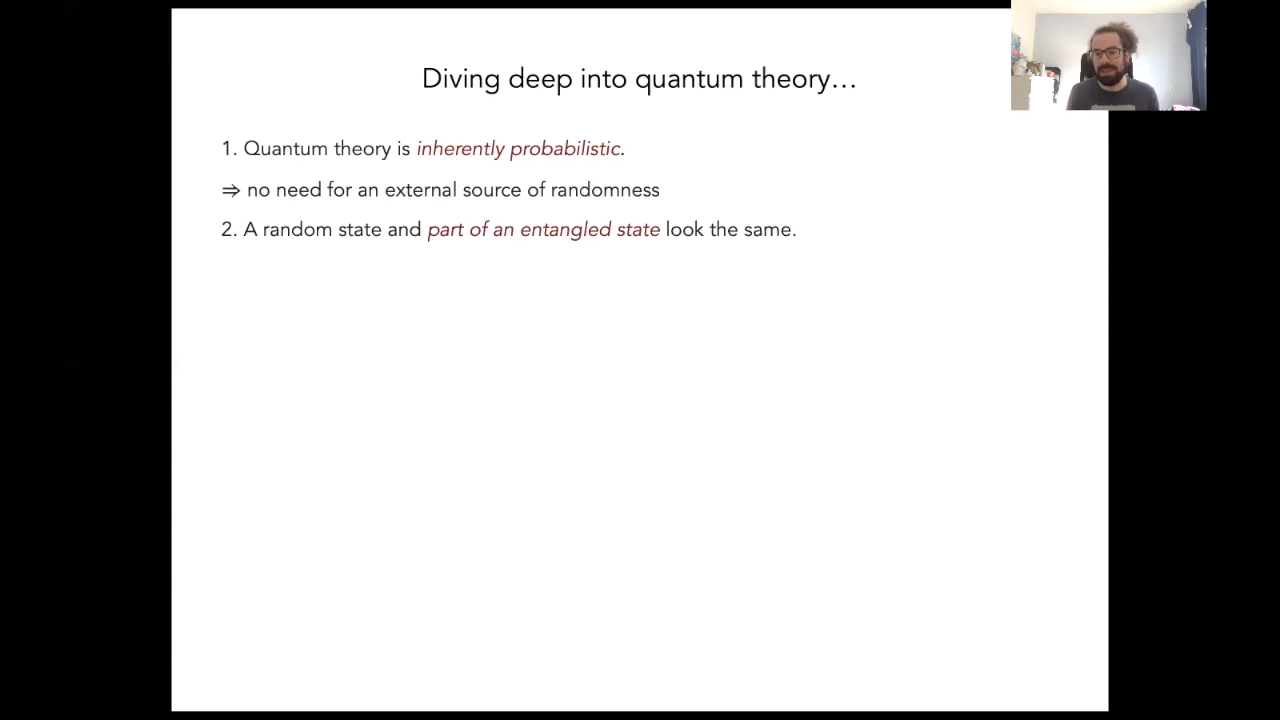 Diving deep into quantum theory…
1. Quantum theory is inherently probabilistic.
⇒ no need for an external source of randomness
2. A random state and part of an entangled state look the same.